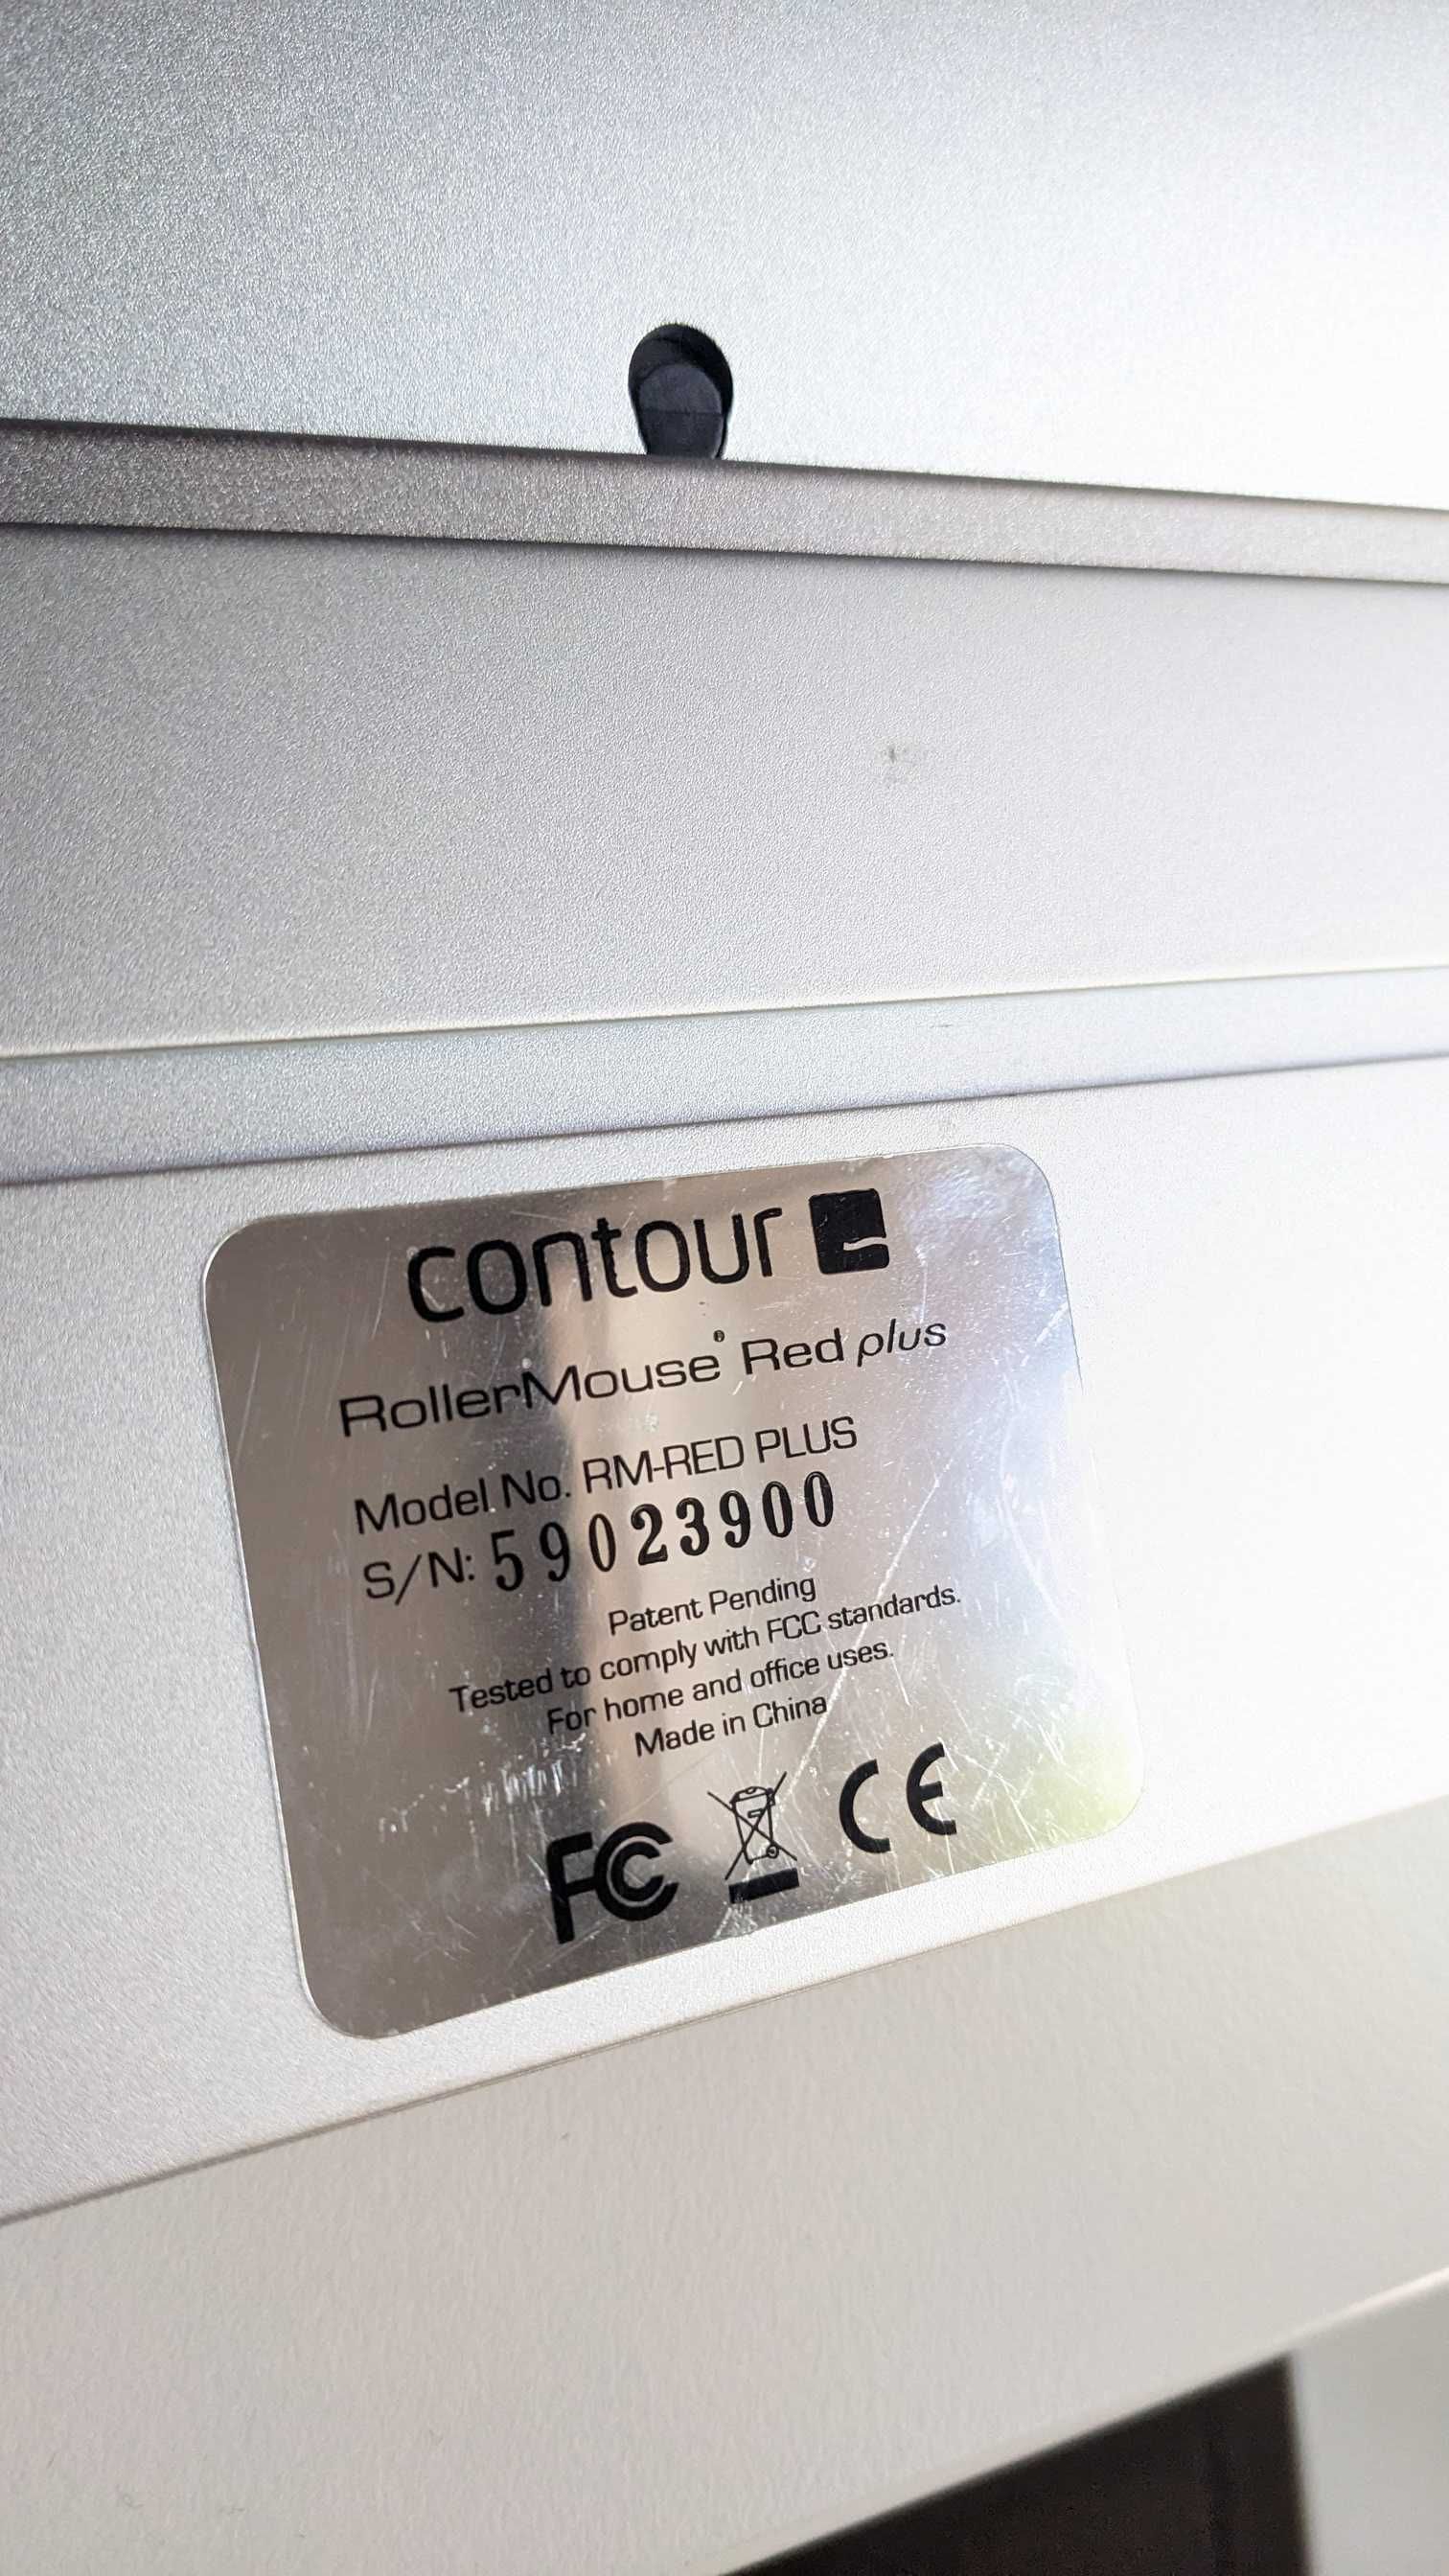 contour
RollerMouse® Red plus
Model No. RM-RED PLUS
S/N: 59023900
Patent Pending
Tested to comply with FCC standards.
For home and office uses.
Made in China
FC CE